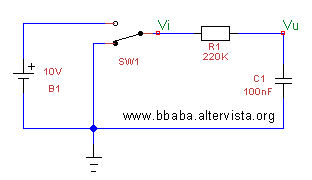 Vi
Vu
R1
220K
SW1
10V
B1
C1
100nF
www.bbaba.altervista.org